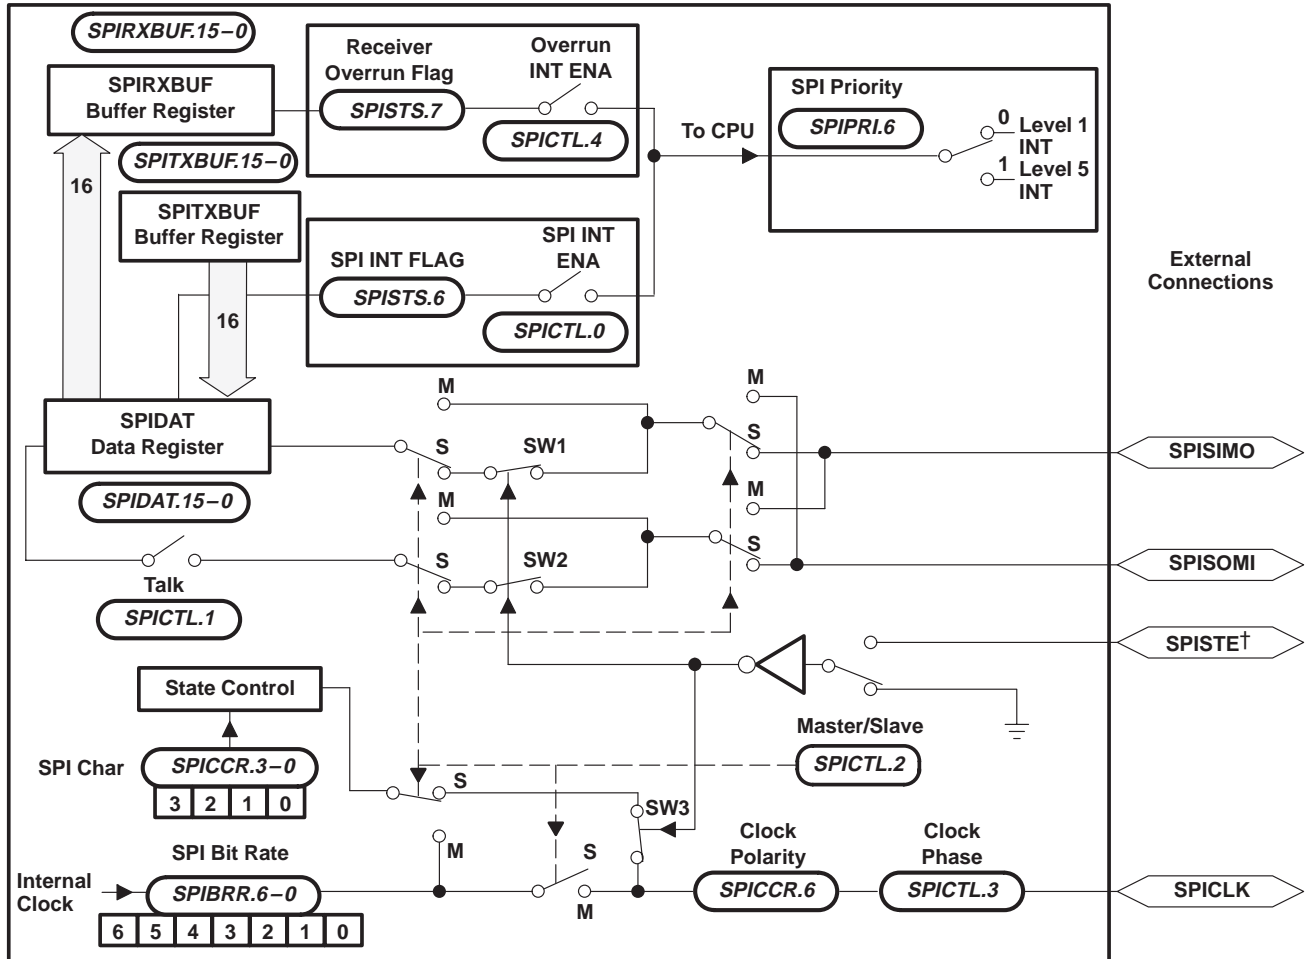 SPIRXBUF.15–0
SPIRXBUF
Buffer Register
Receiver
Overrun Flag
SPISTS.7
Overrun
INT ENA
SPICTL.4
To CPU
SPI Priority
SPIPRI.6
0 Level 1
INT
1 Level 5
INT
SPITXBUF.15–0
16
SPITXBUF
Buffer Register
16
SPI INT FLAG
SPISTS.6
SPI INT
ENA
SPICTL.0
External
Connections
SPIDAT
Data Register
SPIDAT.15–0
M
S
SW1
M
S
SPISIMO
M
S
SW2
M
S
SPISOMI
Talk
SPICTL.1
SPISTE†
State Control
Master/Slave
SPICTL.2
SPI Char
SPICCR.3–0
3 2 1 0
S
M
SW3
SPI Bit Rate
Internal
Clock
SPIBRR.6–0
6 5 4 3 2 1 0
S
M
Clock
Polarity
SPICCR.6
Clock
Phase
SPICTL.3
SPICLK